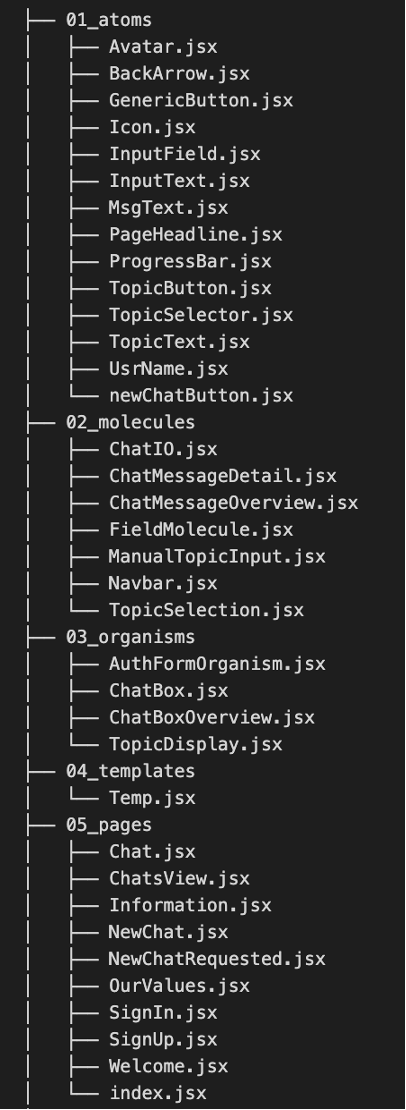 ├── 01_atoms
│   ├── Avatar.jsx
│   ├── BackArrow.jsx
│   ├── GenericButton.jsx
│   ├── Icon.jsx
│   ├── InputField.jsx
│   ├── InputText.jsx
│   ├── MsgText.jsx
│   ├── PageHeadline.jsx
│   ├── ProgressBar.jsx
│   ├── TopicButton.jsx
│   ├── TopicSelector.jsx
│   ├── TopicText.jsx
│   ├── UsrName.jsx
│   └── newChatButton.jsx
├── 02_molecules
│   ├── ChatIO.jsx
│   ├── ChatMessageDetail.jsx
│   ├── ChatMessageOverview.jsx
│   ├── FieldMolecule.jsx
│   ├── ManualTopicInput.jsx
│   ├── Navbar.jsx
│   └── TopicSelection.jsx
├── 03_organisms
│   ├── AuthFormOrganism.jsx
│   ├── ChatBox.jsx
│   ├── ChatBoxOverview.jsx
│   └── TopicDisplay.jsx
├── 04_templates
│   └── Temp.jsx
├── 05_pages
│   ├── Chat.jsx
│   ├── ChatsView.jsx
│   ├── Information.jsx
│   ├── NewChat.jsx
│   ├── NewChatRequested.jsx
│   ├── OurValues.jsx
│   ├── SignIn.jsx
│   ├── SignUp.jsx
│   ├── Welcome.jsx
│   └── index.jsx